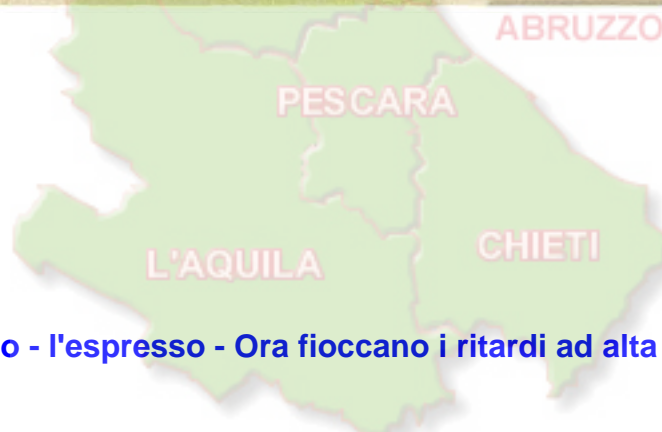 ABRUZZO
PESCARA
L'AQUILA
CHIETI
o - l'espresso - Ora fioccano i ritardi ad alta